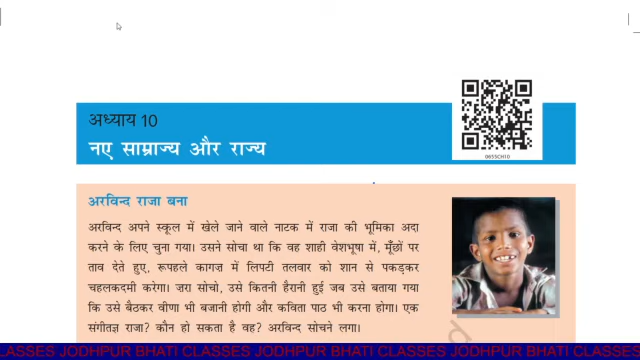 अध्याय 10
नए साम्राज्य और राज्य
0655CH10
अरविन्द राजा बना
अरविन्द अपने स्कूल में खेले जाने वाले नाटक में राजा की भूमिका अदा
करने के लिए चुना गया। उसने सोचा था कि वह शाही वेशभूषा में, मूँछों पर
ताव देते हुए, रूपहले काग़ज़ में लिपटी तलवार को शान से पकड़कर
चहलकदमी करेगा। ज़रा सोचो, उसे कितनी हैरानी हुई जब उसे बताया गया
कि उसे बैठकर वीणा भी बजानी होगी और कविता पाठ भी करना होगा। एक
संगीतज्ञ राजा? कौन हो सकता है वह? अरविन्द सोचने लगा।
LASSES JODHPUR BHATI CLASSES JODHPUR BHATI CLASSES JODHPUR BHATI CLASSES JODHPUR BHATI CLASSES